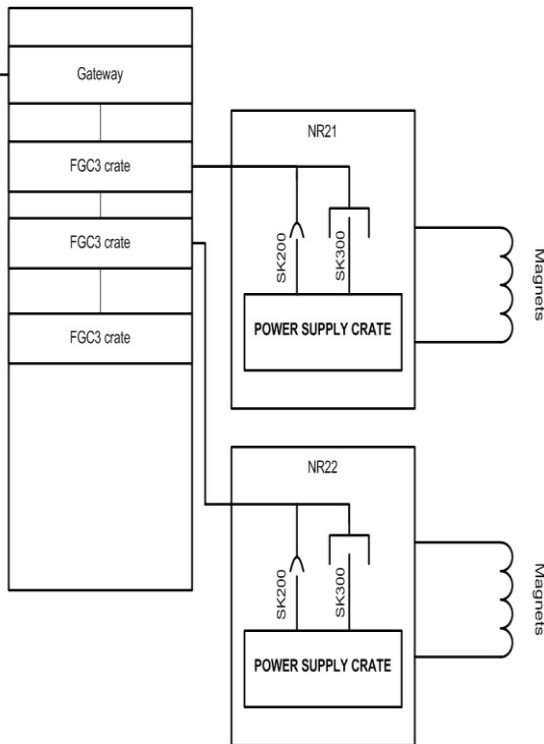 Gateway
FGC3 crate
FGC3 crate
FGC3 crate
NR21
SK200
SK300
POWER SUPPLY CRATE
Magnets
NR22
SK200
SK300
POWER SUPPLY CRATE
Magnets